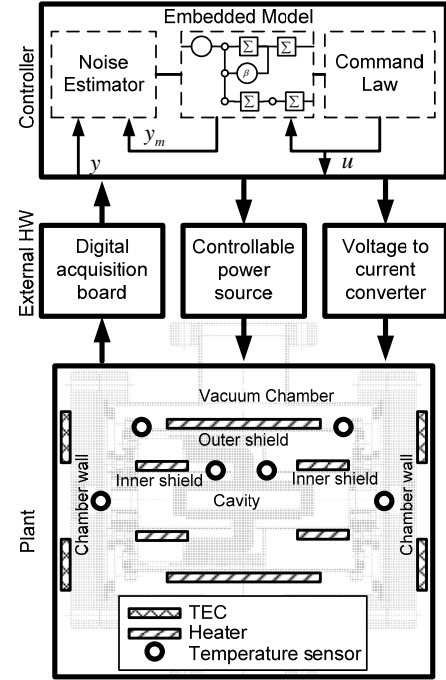 Embedded Model
Noise
Estimator
Σ
Σ
β
Σ
Σ
Command
Law
Controller
y
y_m
u
External HW
Digital
acquisition
board
Controllable
power
source
Voltage to
current
converter
Plant
Vacuum Chamber
Outer shield
Inner shield
Inner shield
Chamber wall
Cavity
Chamber wall
TEC
Heater
Temperature sensor